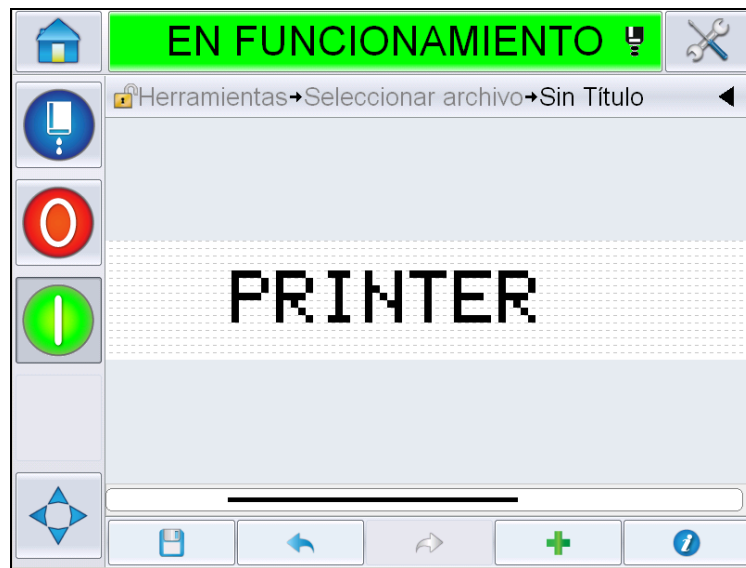 EN FUNCIONAMIENTO
Herramientas→Seleccionar archivo→Sin Título
PRINTER